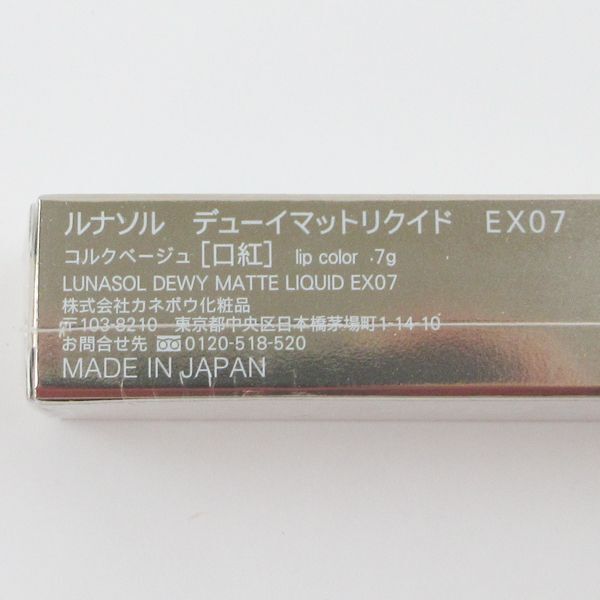 ルナソル　デューイマットリクイド　EX07
コルクベージュ［口紅］　lip color　7g
LUNASOL DEWY MATTE LIQUID EX07
株式会社カネボウ化粧品
〒103-8210　東京都中央区日本橋茅場町1-14-10
お問合せ先 0120-518-520
MADE IN JAPAN